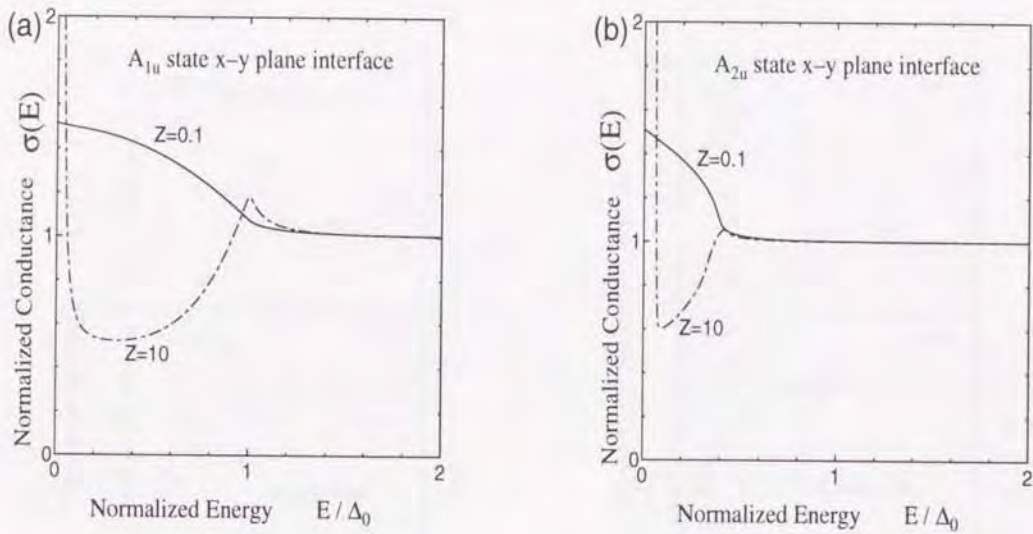 (a)
2
A1u state x–y plane interface
Z=0.1
1
Z=10
0
0
1
2
Normalized Conductance σ(E)
Normalized Energy E / Δ0
(b)
2
A2u state x–y plane interface
Z=0.1
1
Z=10
0
0
1
2
Normalized Conductance σ(E)
Normalized Energy E / Δ0